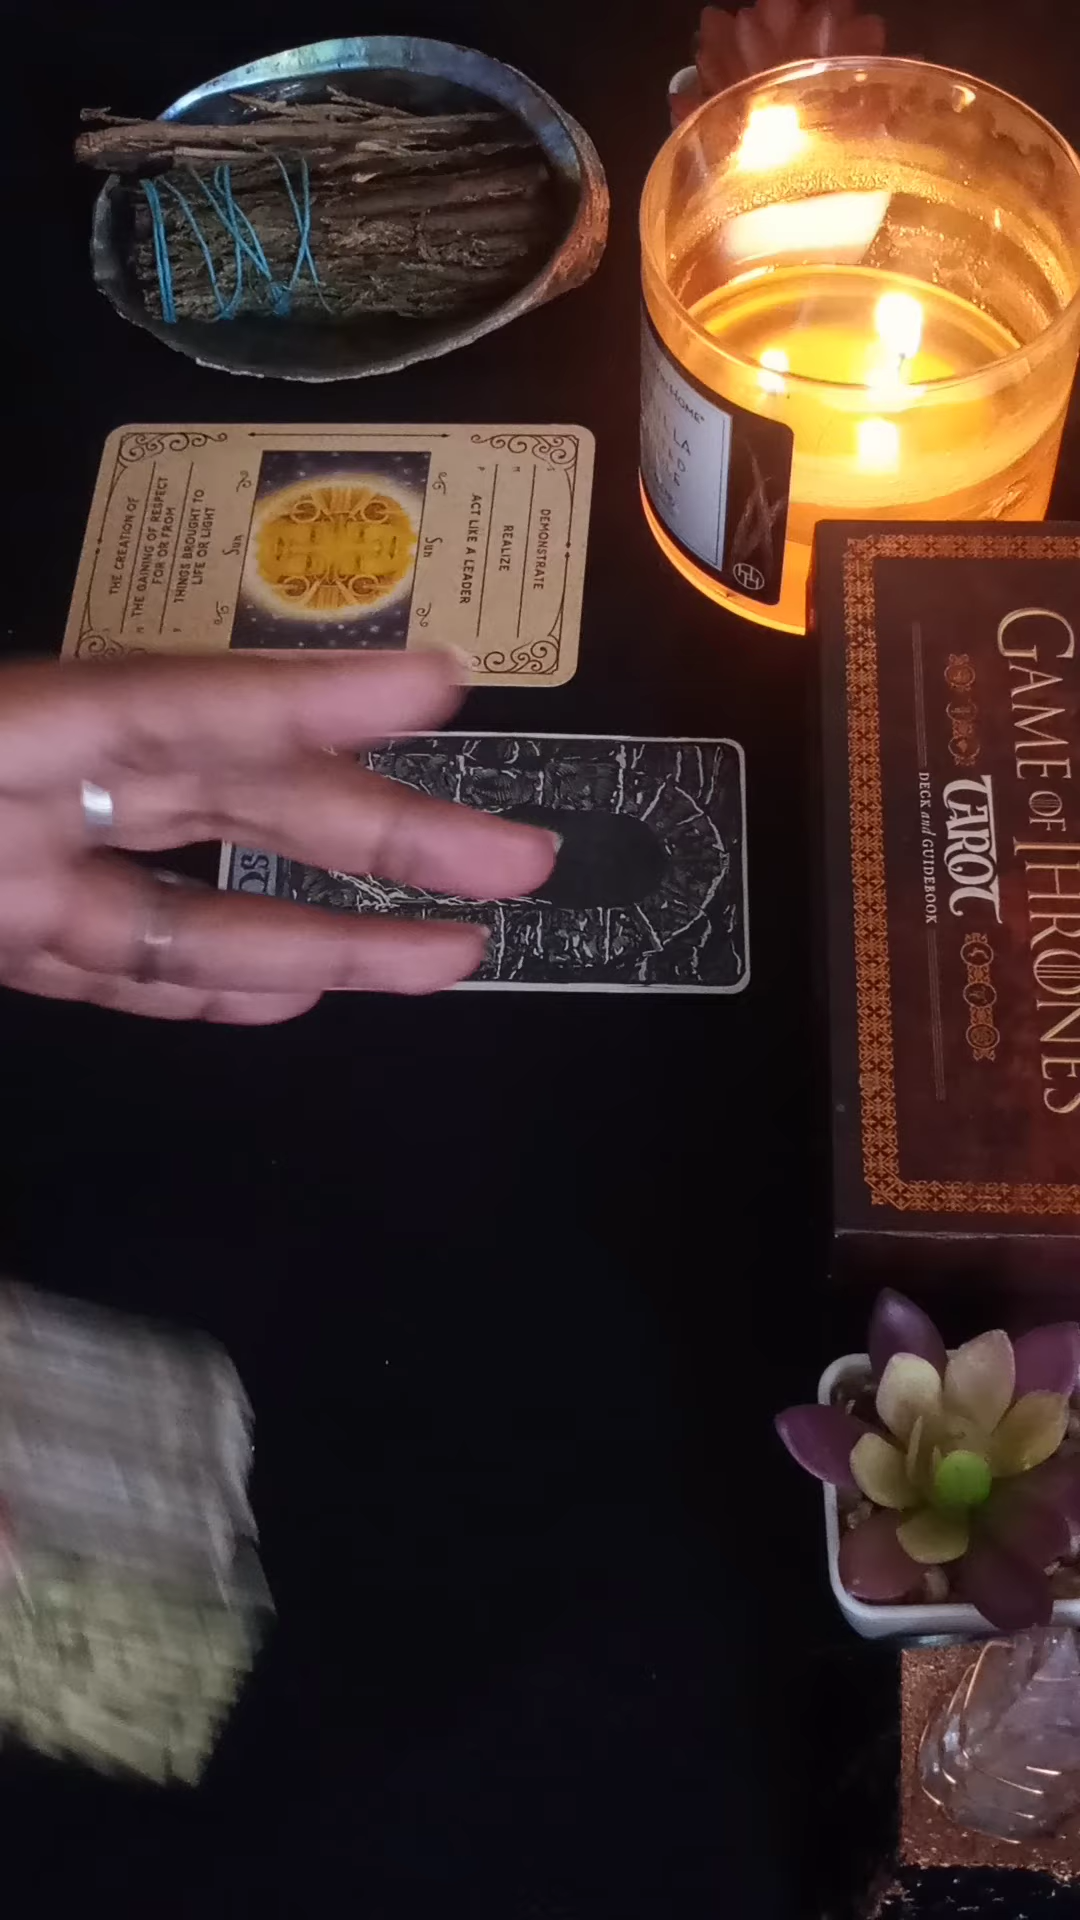 DEMONSTRATE
REALIZE
ACT LIKE A LEADER
Sun
Sun
THINGS BROUGHT TO
LIFE OR LIGHT
THE GAINING OF RESPECT
FOR OR FROM
THE CREATION OF
GAME OF THRONES
TAROT
DECK and GUIDEBOOK